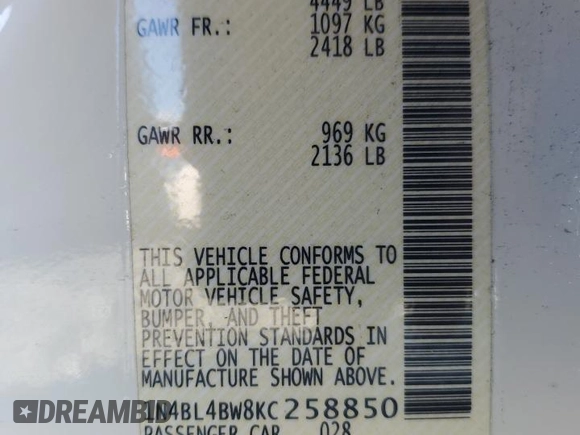 4449 LB
GAWR FR.: 1097 KG
2418 LB
GAWR RR.: 969 KG
2136 LB
THIS VEHICLE CONFORMS TO
ALL APPLICABLE FEDERAL
MOTOR VEHICLE SAFETY,
BUMPER, AND THEFT
PREVENTION STANDARDS IN
EFFECT ON THE DATE OF
MANUFACTURE SHOWN ABOVE.
1N4BL4BW8KC258850
PASSENGER CAR 028
DREAMBID